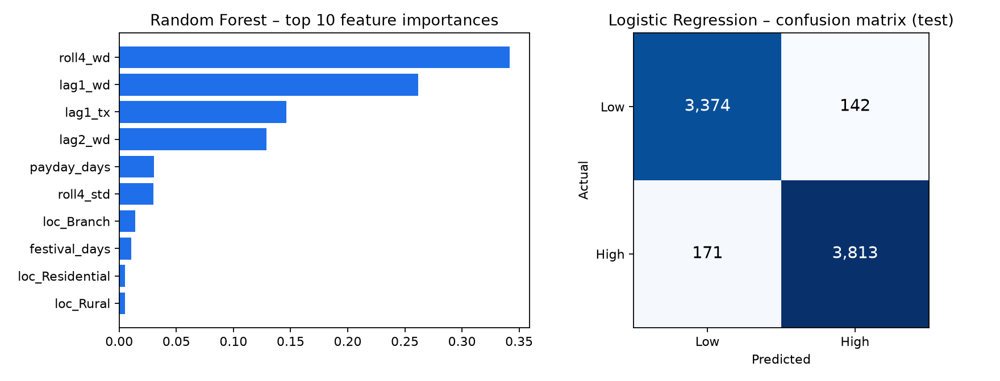 Random Forest – top 10 feature importances
roll4_wd
lag1_wd
lag1_tx
lag2_wd
payday_days
roll4_std
loc_Branch
festival_days
loc_Residential
loc_Rural
0.00 0.05 0.10 0.15 0.20 0.25 0.30 0.35
Logistic Regression – confusion matrix (test)
Actual
Low 3,374 142
High 171 3,813
Low High
Predicted